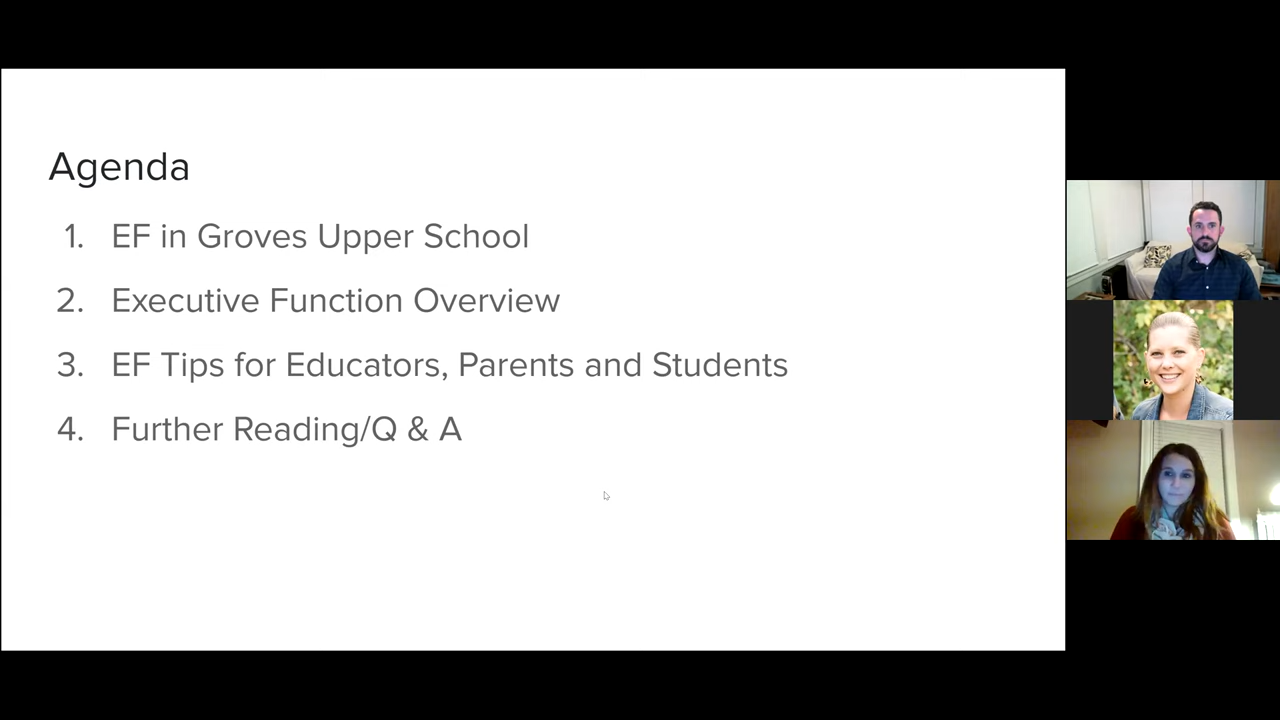 Agenda
1. EF in Groves Upper School
2. Executive Function Overview
3. EF Tips for Educators, Parents and Students
4. Further Reading/Q & A